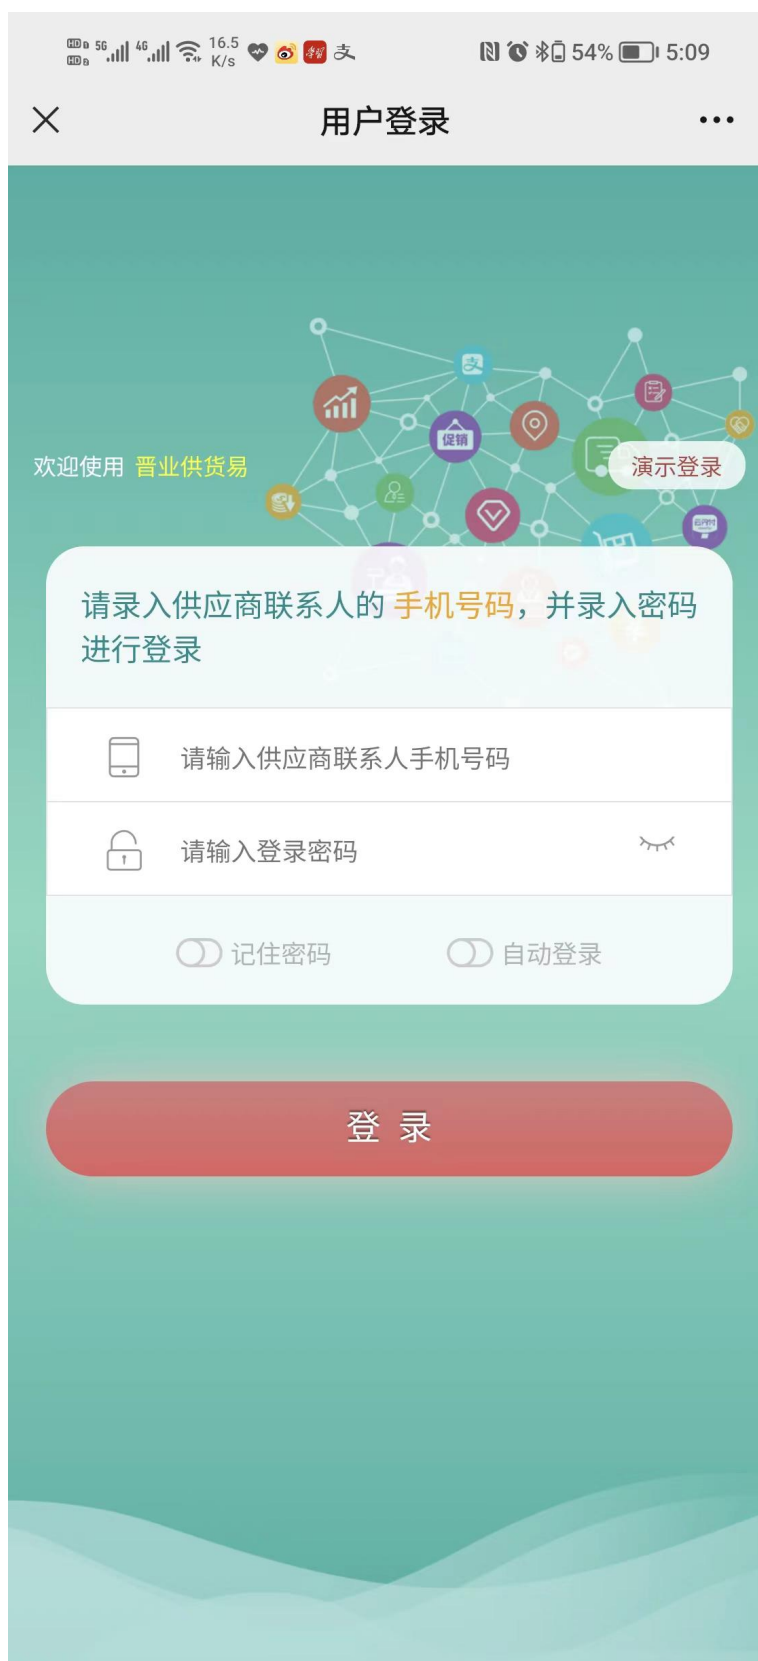 HD 5G 4G 16.5 K/s 支 54% 5:09
用户登录
促销
欢迎使用 晋业供货易
演示登录
请录入供应商联系人的 手机号码，并录入密码
进行登录
请输入供应商联系人手机号码
请输入登录密码
记住密码 自动登录
登 录